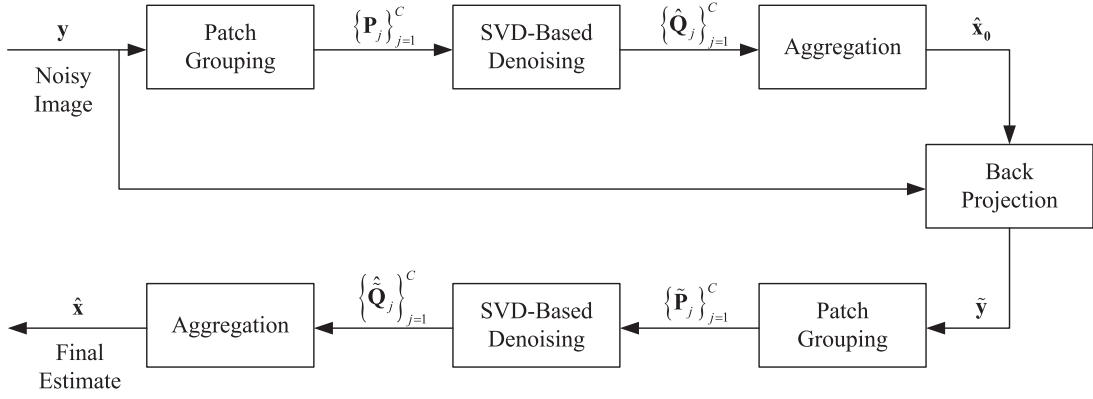 y
Noisy
Image
Patch
Grouping
{P_j}_{j=1}^C
SVD-Based
Denoising
{Q̂_j}_{j=1}^C
Aggregation
x̂_0
Back
Projection
ỹ
Patch
Grouping
{P̃_j}_{j=1}^C
SVD-Based
Denoising
{Q̃̂_j}_{j=1}^C
Aggregation
x̂
Final
Estimate